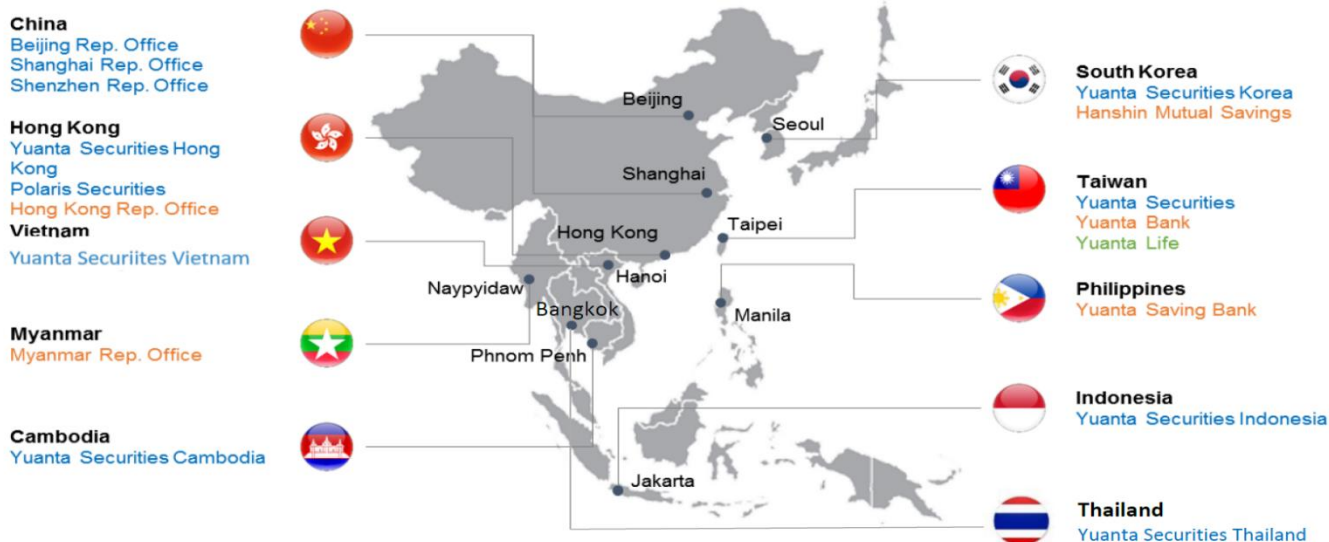 China
Beijing Rep. Office
Shanghai Rep. Office
Shenzhen Rep. Office
Hong Kong
Yuanta Securities Hong
Kong
Polaris Securities
Hong Kong Rep. Office
Vietnam
Yuanta Securiites Vietnam
Myanmar
Myanmar Rep. Office
Cambodia
Yuanta Securities Cambodia
Beijing
Seoul
Shanghai
Taipei
Hong Kong
Hanoi
Naypyidaw
Bangkok
Manila
Phnom Penh
Jakarta
South Korea
Yuanta Securities Korea
Hanshin Mutual Savings
Taiwan
Yuanta Securities
Yuanta Bank
Yuanta Life
Philippines
Yuanta Saving Bank
Indonesia
Yuanta Securities Indonesia
Thailand
Yuanta Securities Thailand